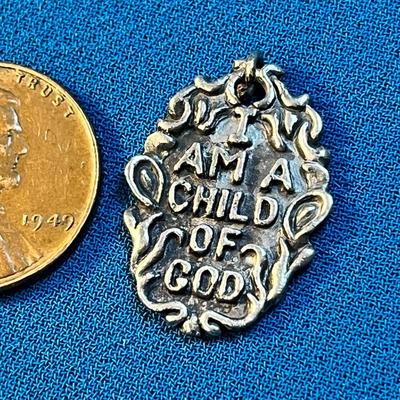 TRUST
1949
I
AM A
CHILD
OF
GOD